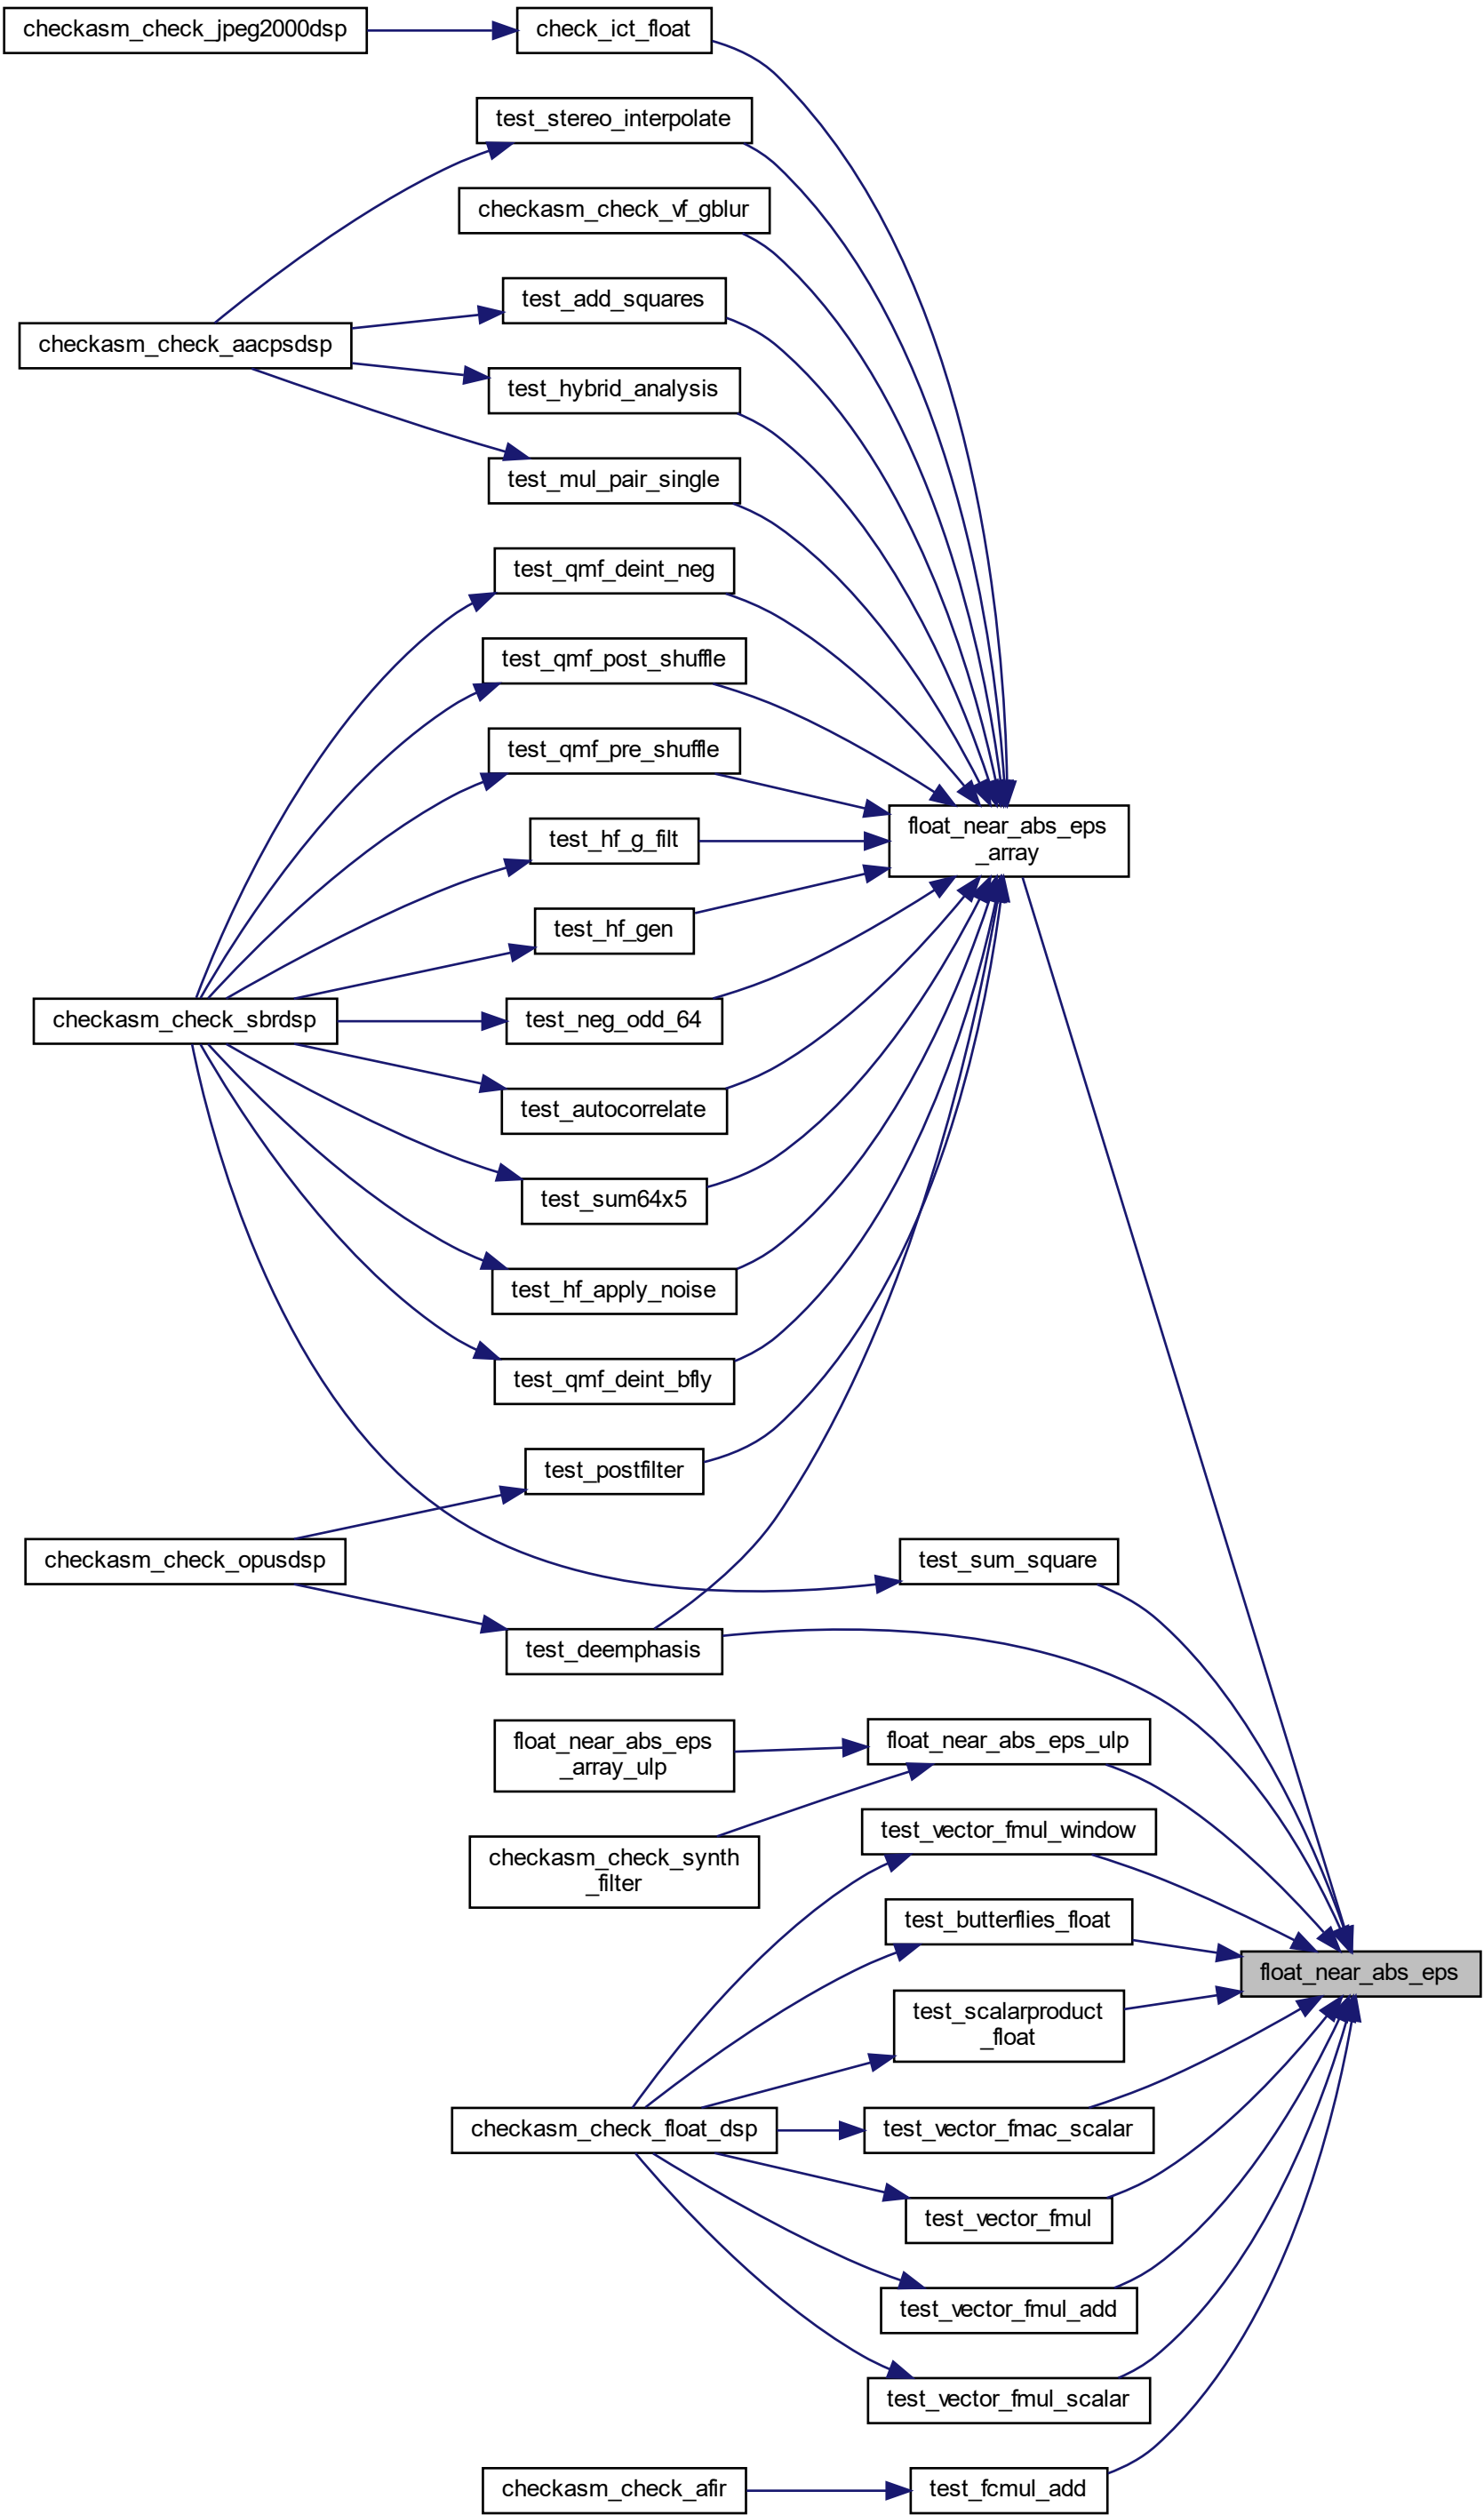 checkasm_check_jpeg2000dsp
check_ict_float
test_stereo_interpolate
checkasm_check_vf_gblur
test_add_squares
checkasm_check_aacpsdsp
test_hybrid_analysis
test_mul_pair_single
test_qmf_deint_neg
test_qmf_post_shuffle
test_qmf_pre_shuffle
float_near_abs_eps
_array
test_hf_g_filt
test_hf_gen
checkasm_check_sbrdsp
test_neg_odd_64
test_autocorrelate
test_sum64x5
test_hf_apply_noise
test_qmf_deint_bfly
test_postfilter
checkasm_check_opusdsp
test_sum_square
test_deemphasis
float_near_abs_eps
_array_ulp
float_near_abs_eps_ulp
test_vector_fmul_window
checkasm_check_synth
_filter
test_butterflies_float
float_near_abs_eps
test_scalarproduct
_float
checkasm_check_float_dsp
test_vector_fmac_scalar
test_vector_fmul
test_vector_fmul_add
test_vector_fmul_scalar
checkasm_check_afir
test_fcmul_add